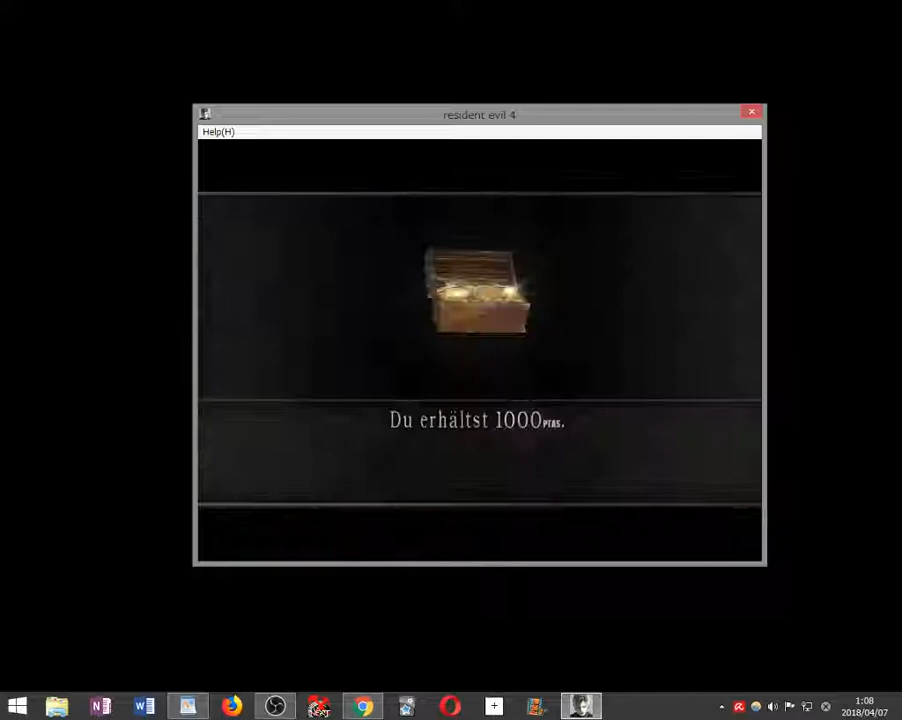 resident evil 4
Help(H)
Du erhältst 1000PTAS.
1:08
2018/04/07